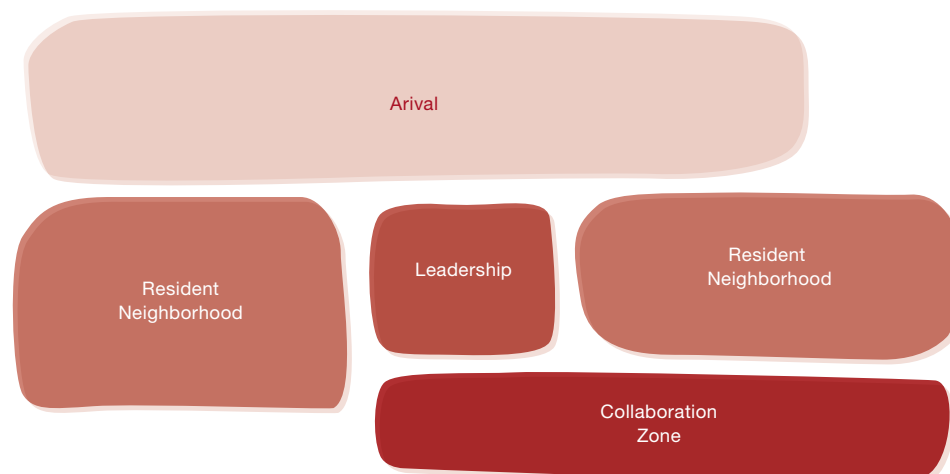 Arival
Resident
Neighborhood
Leadership
Resident
Neighborhood
Collaboration
Zone